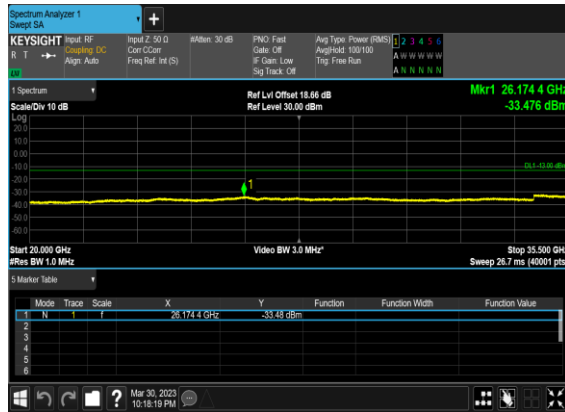 Spectrum Analyzer 1
Swept SA
+
KEYSIGHT Input: RF Input Z: 50 Ω #Atten: 30 dB PNO: Fast Avg Type: Power (RMS) 1 2 3 4 5 6
R T Coupling: DC Corr CCorr Gate: Off Avg|Hold: 100/100 A W W W W W
Align: Auto Freq Ref: Int (S) IF Gain: Low Trig: Free Run
LU Sig Track: Off A N N N N N
1 Spectrum Ref Lvl Offset 18.66 dB Mkr1 26.174 4 GHz
Scale/Div 10 dB Ref Level 30.00 dBm -33.476 dBm
Log
20.0
10.0
0.00
-10.0 DL1 -13.00 dBm
-20.0
-30.0 1
-40.0
-50.0
-60.0
Start 20.000 GHz Video BW 3.0 MHz* Stop 35.500 GHz
#Res BW 1.0 MHz Sweep 26.7 ms (40001 pts)
5 Marker Table
Mode Trace Scale X Y Function Function Width Function Value
1 N 1 f 26.174 4 GHz -33.48 dBm
2
3
4
5
6
? Mar 30, 2023
10:18:19 PM